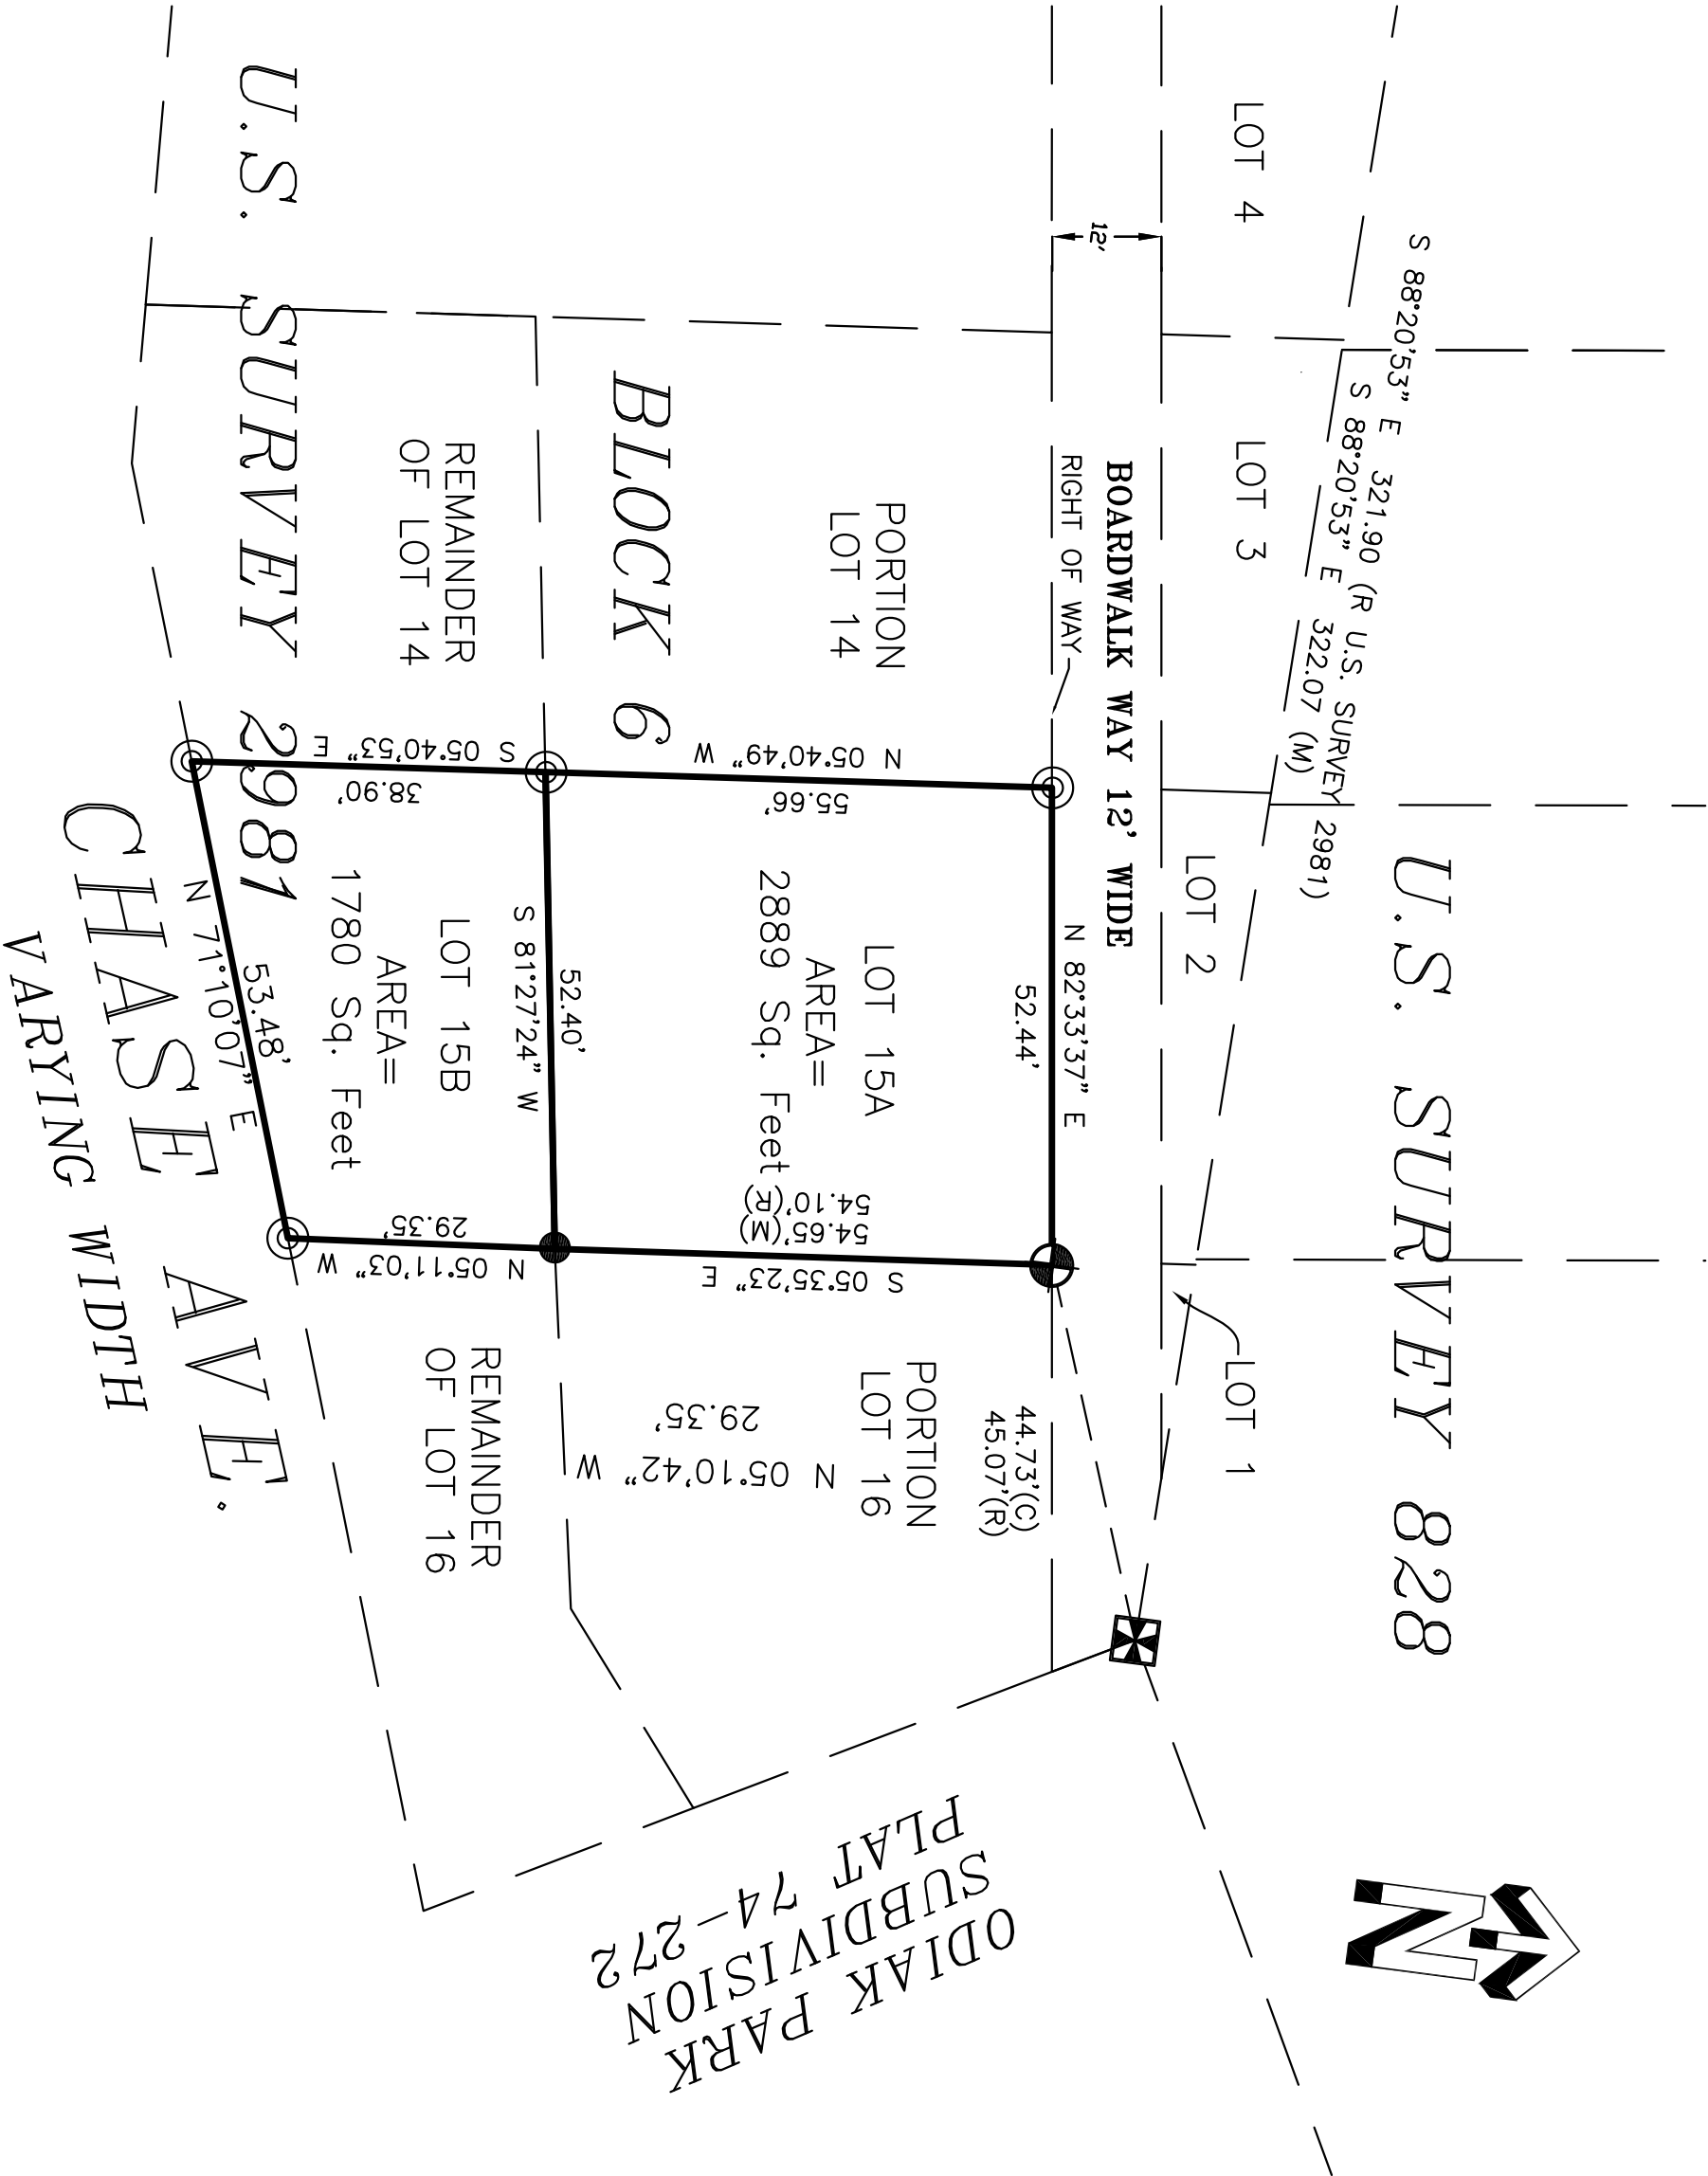 U.S. SURVEY 828
S 88°20'53" E 321.90 (R U.S. SURVEY 2981)
S 88°20'53" E 322.07 (M)
LOT 4
LOT 3
LOT 2
LOT 1
12'
BOARDWALK WAY 12' WIDE
RIGHT OF WAY
N 82°33'37" E
52.44'
44.73'(C)
45.07'(R)
PORTION
LOT 14
N 05°40'49" W
55.66'
LOT 15A
AREA=
2889 Sq. Feet
54.10'(R)
54.65'(M)
S 05°35'23" E
PORTION
LOT 16
N 05°10'42" W
29.35'
BLOCK 6
52.40'
S 81°27'24" W
REMAINDER
OF LOT 14
S 05°40'53" E
38.90'
LOT 15B
AREA=
1780 Sq. Feet
29.35'
N 05°11'03" W
REMAINDER
OF LOT 16
U.S. SURVEY 2981
53.48'
N 71°10'07" E
CHASE AVE.
VARYING WIDTH
ODIAK PARK
SUBDIVISION
PLAT 74-272
N